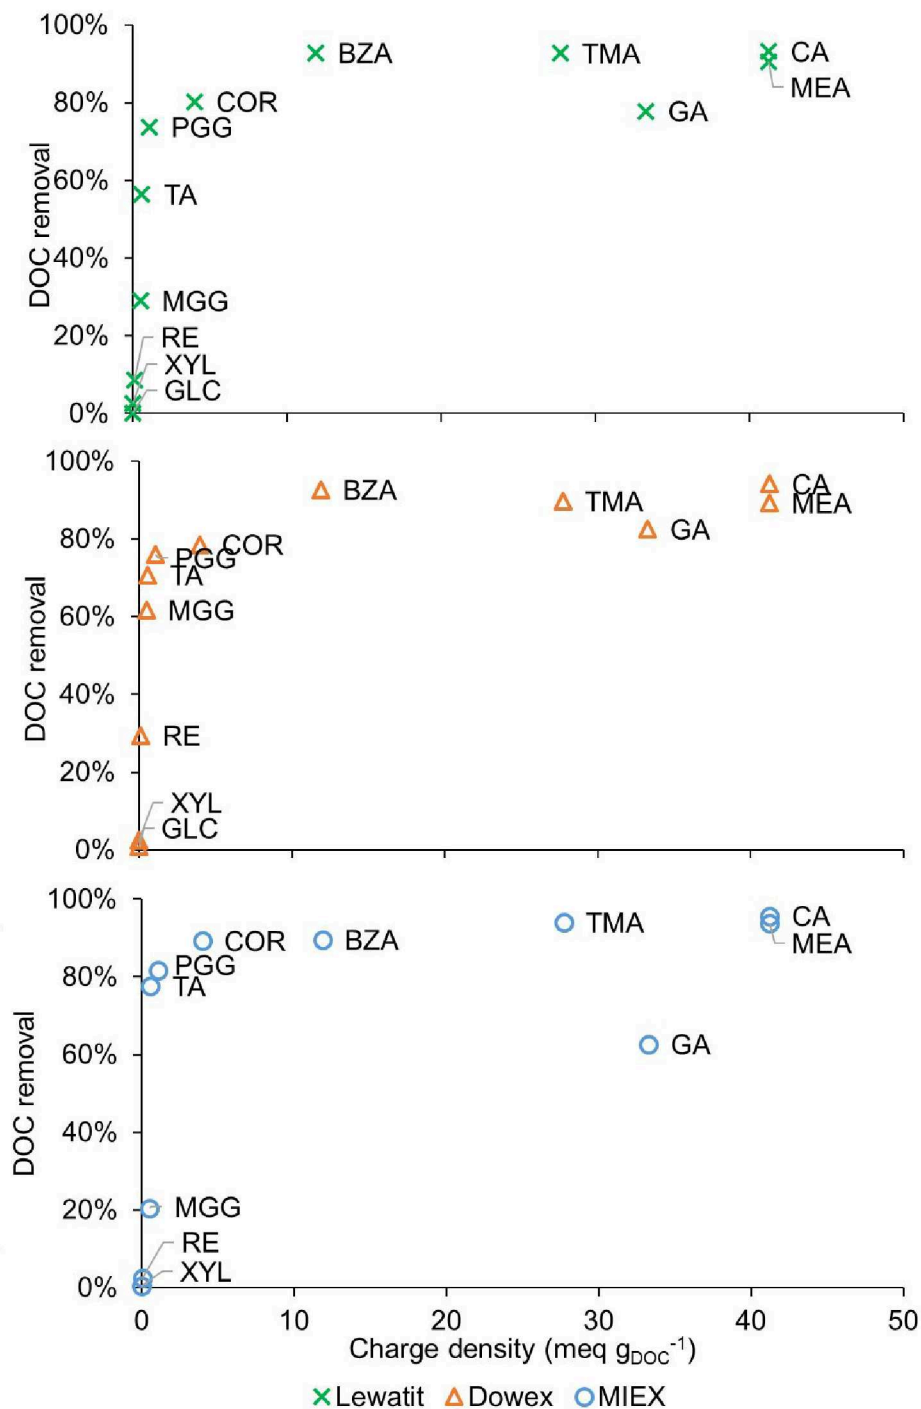 100%
BZA
TMA
CA
MEA
80%
COR
PGG
GA
60%
TA
DOC removal
40%
MGG
20%
RE
XYL
GLC
0%
100%
BZA
TMA
CA
MEA
GA
80%
COR
PGG
TA
60%
MGG
DOC removal
40%
RE
20%
XYL
GLC
0%
100%
COR
BZA
TMA
CA
MEA
80%
PGG
TA
60%
GA
DOC removal
40%
20%
MGG
RE
XYL
0%
0 10 20 30 40 50
Charge density (meq gDOC-1)
Lewatit Dowex MIEX